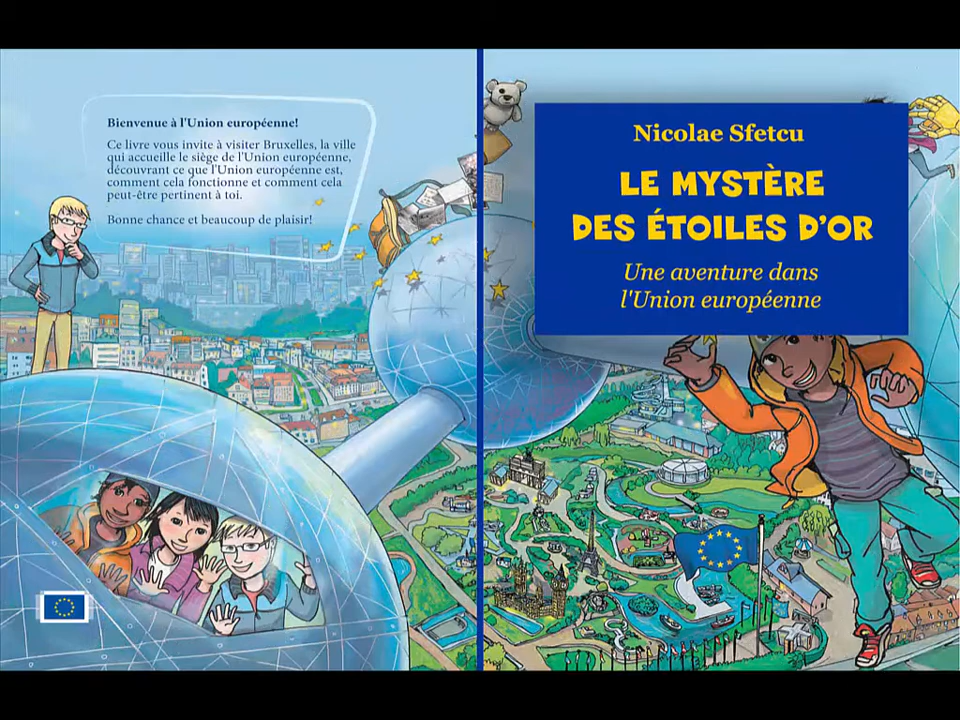 Bienvenue à l'Union européenne!
Ce livre vous invite à visiter Bruxelles, la ville
qui accueille le siège de l'Union européenne,
découvrant ce que l'Union européenne est,
comment cela fonctionne et comment cela
peut-être pertinent à toi.
Bonne chance et beaucoup de plaisir!
Nicolae Sfetcu
LE MYSTÈRE
DES ÉTOILES D'OR
Une aventure dans
l'Union européenne